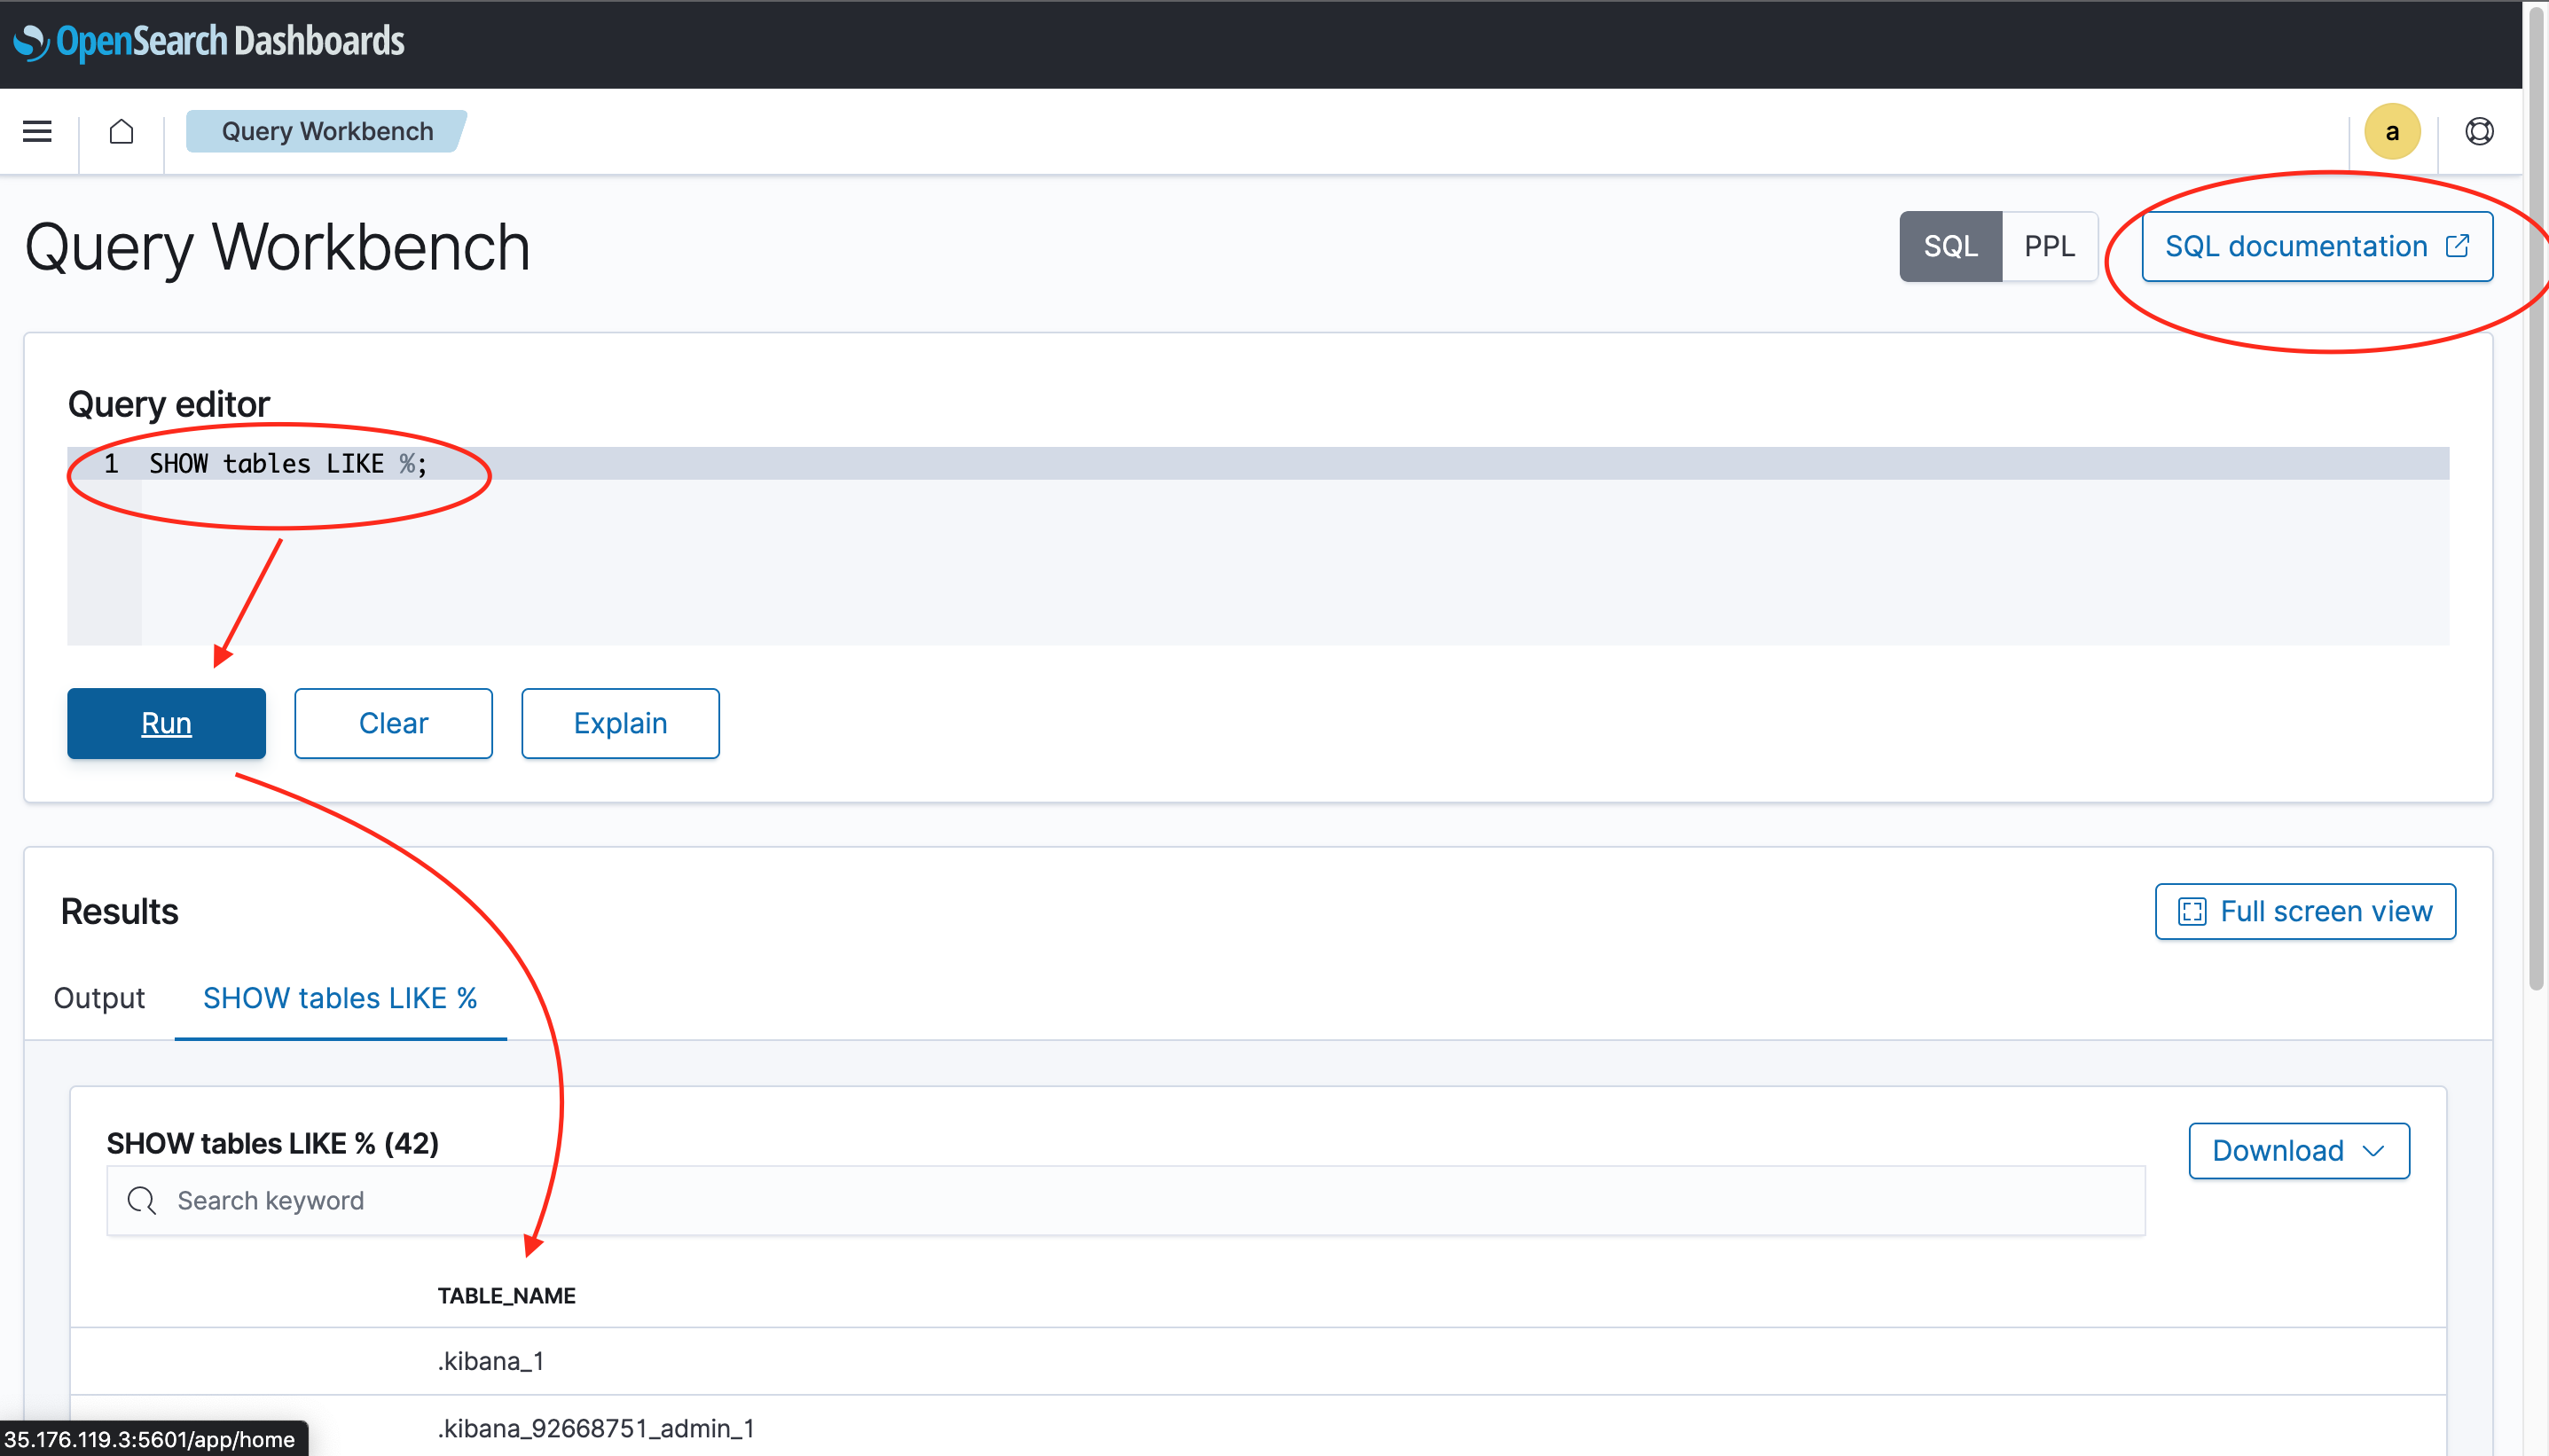 OpenSearch Dashboards
Query Workbench
a
Query Workbench
SQL PPL SQL documentation
Query editor
1 SHOW tables LIKE %;
Run Clear Explain
Results
Full screen view
Output SHOW tables LIKE %
SHOW tables LIKE % (42)
Download
Search keyword
TABLE_NAME
.kibana_1
.kibana_92668751_admin_1
35.176.119.3:5601/app/home